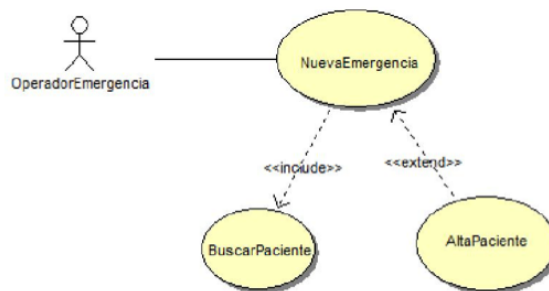 NuevaEmergencia
OperadorEmergencia
<<include>>
<<extend>>
BuscarPaciente
AltaPaciente